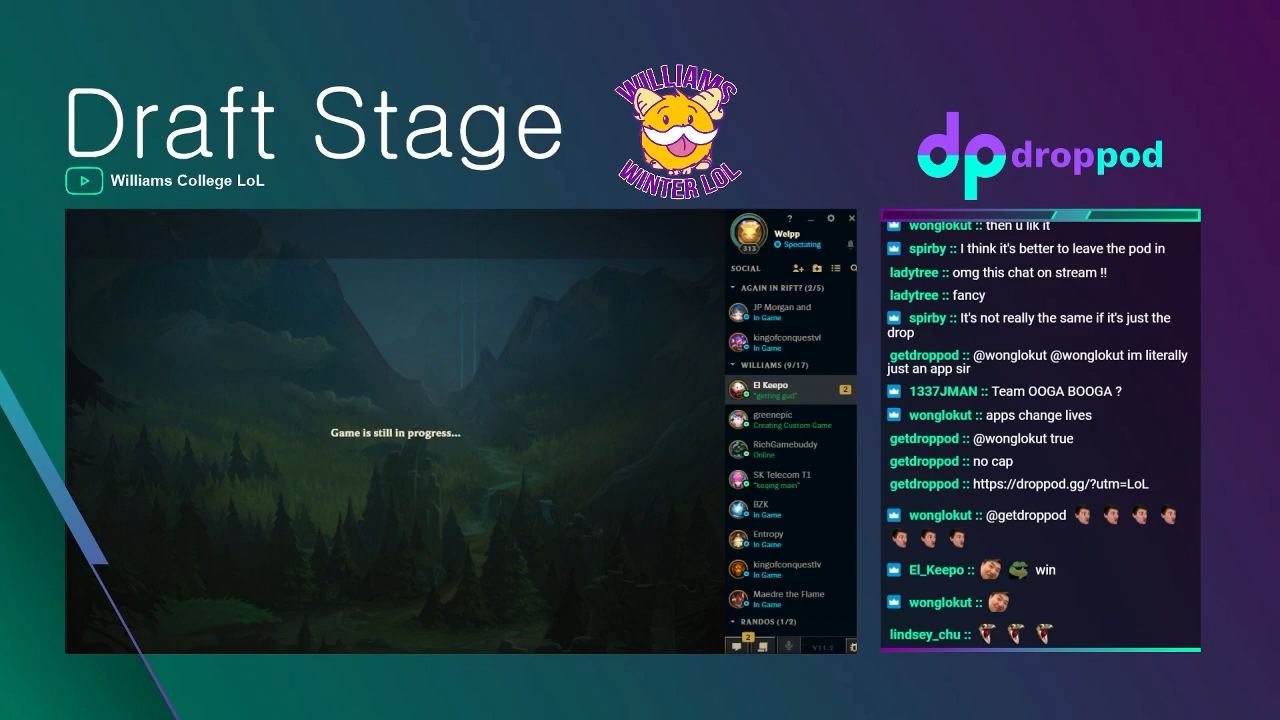 Draft Stage
WILLIAMS
WINTER LOL
Williams College LoL
dp droppod
Game is still in progress...
?
Welpp
Spectating
313
SOCIAL
AGAIN IN RIFT? (2/5)
JP Morgan and
In Game
kingofconquestvl
In Game
WILLIAMS (9/17)
El Keepo
"getting gud"
2
greenepic
Creating Custom Game
RichGamebuddy
Online
SK Telecom T1
"keqing main"
BZK
In Game
Entropy
In Game
kingofconquestlv
In Game
Maedre the Flame
In Game
RANDOS (1/2)
2
V11.2
wonglokut :: then u lik it
spirby :: I think it's better to leave the pod in
ladytree :: omg this chat on stream !!
ladytree :: fancy
spirby :: It's not really the same if it's just the
drop
getdroppod :: @wonglokut @wonglokut im literally
just an app sir
1337JMAN :: Team OOGA BOOGA ?
wonglokut :: apps change lives
getdroppod :: @wonglokut true
getdroppod :: no cap
getdroppod :: https://droppod.gg/?utm=LoL
wonglokut :: @getdroppod
El_Keepo :: win
wonglokut ::
lindsey_chu ::